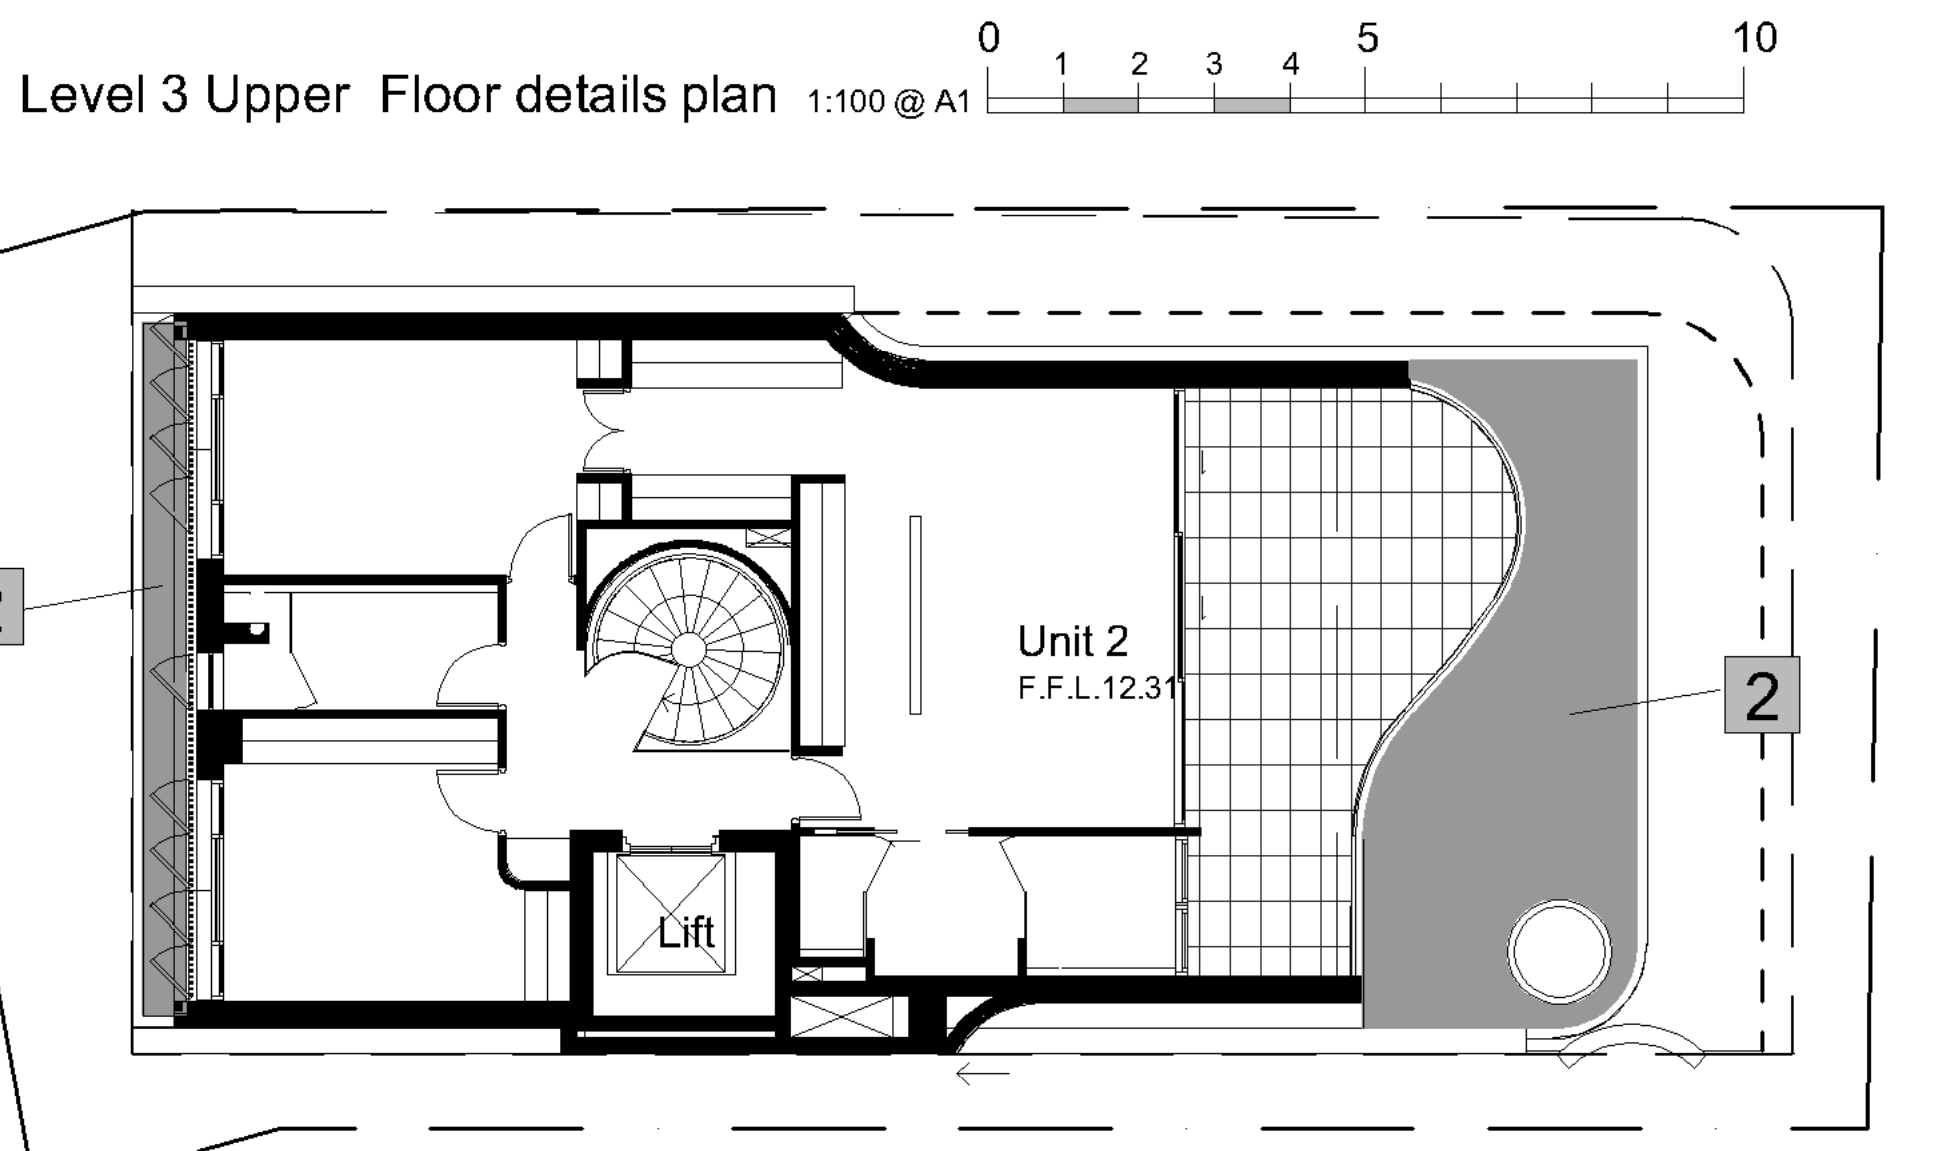 0 5 10
1 2 3 4
Level 3 Upper Floor details plan 1:100 @ A1
Unit 2
F.F.L.12.31
2
Lift